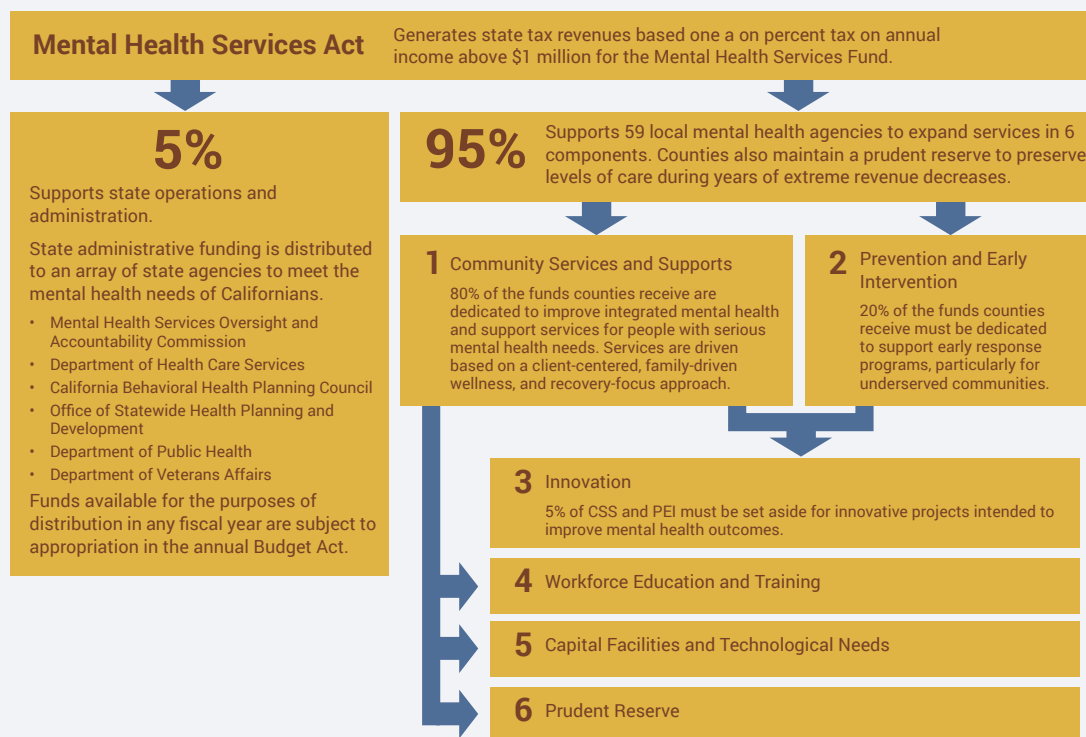 Mental Health Services Act
Generates state tax revenues based one a on percent tax on annual
income above $1 million for the Mental Health Services Fund.
5%
Supports state operations and
administration.
State administrative funding is distributed
to an array of state agencies to meet the
mental health needs of Californians.
• Mental Health Services Oversight and
Accountability Commission
• Department of Health Care Services
• California Behavioral Health Planning Council
• Office of Statewide Health Planning and
Development
• Department of Public Health
• Department of Veterans Affairs
Funds available for the purposes of
distribution in any fiscal year are subject to
appropriation in the annual Budget Act.
95%
Supports 59 local mental health agencies to expand services in 6
components. Counties also maintain a prudent reserve to preserve
levels of care during years of extreme revenue decreases.
1 Community Services and Supports
80% of the funds counties receive are
dedicated to improve integrated mental health
and support services for people with serious
mental health needs. Services are driven
based on a client-centered, family-driven
wellness, and recovery-focus approach.
2 Prevention and Early
Intervention
20% of the funds counties
receive must be dedicated
to support early response
programs, particularly for
underserved communities.
3 Innovation
5% of CSS and PEI must be set aside for innovative projects intended to
improve mental health outcomes.
4 Workforce Education and Training
5 Capital Facilities and Technological Needs
6 Prudent Reserve